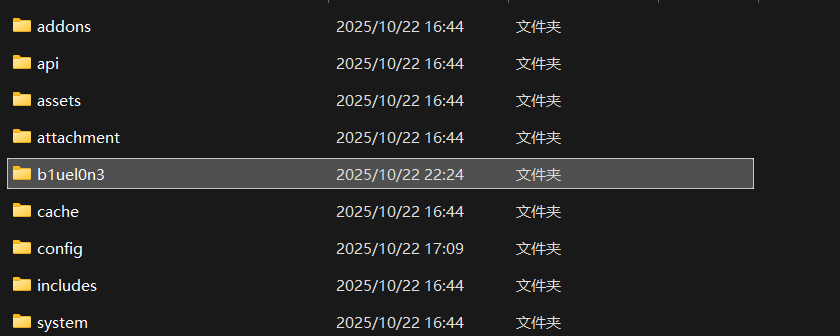 addons 2025/10/22 16:44 文件夹
api 2025/10/22 16:44 文件夹
assets 2025/10/22 16:44 文件夹
attachment 2025/10/22 16:44 文件夹
b1uel0n3 2025/10/22 22:24 文件夹
cache 2025/10/22 16:44 文件夹
config 2025/10/22 17:09 文件夹
includes 2025/10/22 16:44 文件夹
system 2025/10/22 16:44 文件夹